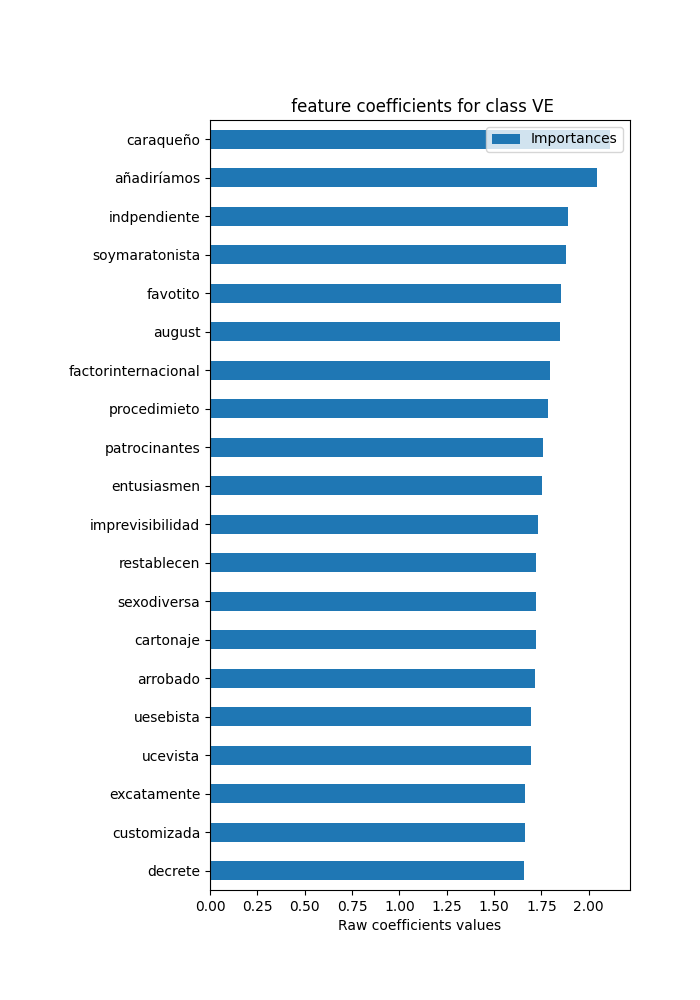 feature coefficients for class VE
Importances
caraqueño
añadiríamos
indpendiente
soymaratonista
favotito
august
factorinternacional
procedimieto
patrocinantes
entusiasmen
imprevisibilidad
restablecen
sexodiversa
cartonaje
arrobado
uesebista
ucevista
excatamente
customizada
decrete
0.00 0.25 0.50 0.75 1.00 1.25 1.50 1.75 2.00
Raw coefficients values